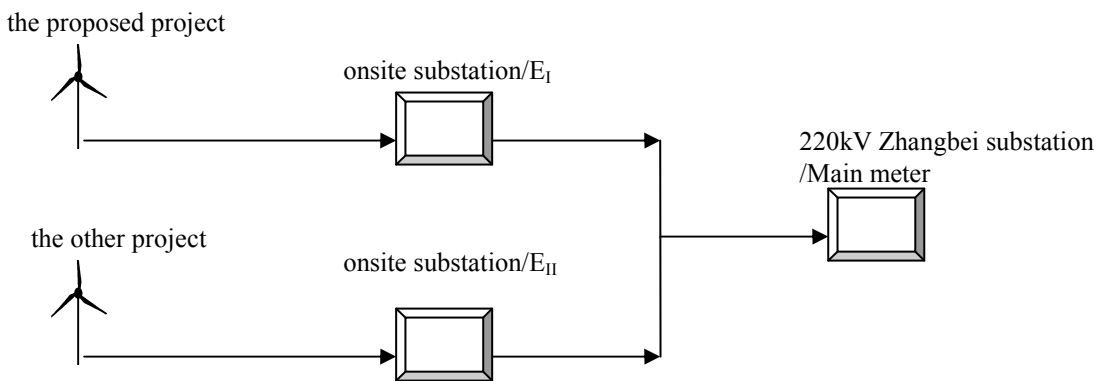 the proposed project
onsite substation/E_I
220kV Zhangbei substation
/Main meter
the other project
onsite substation/E_II